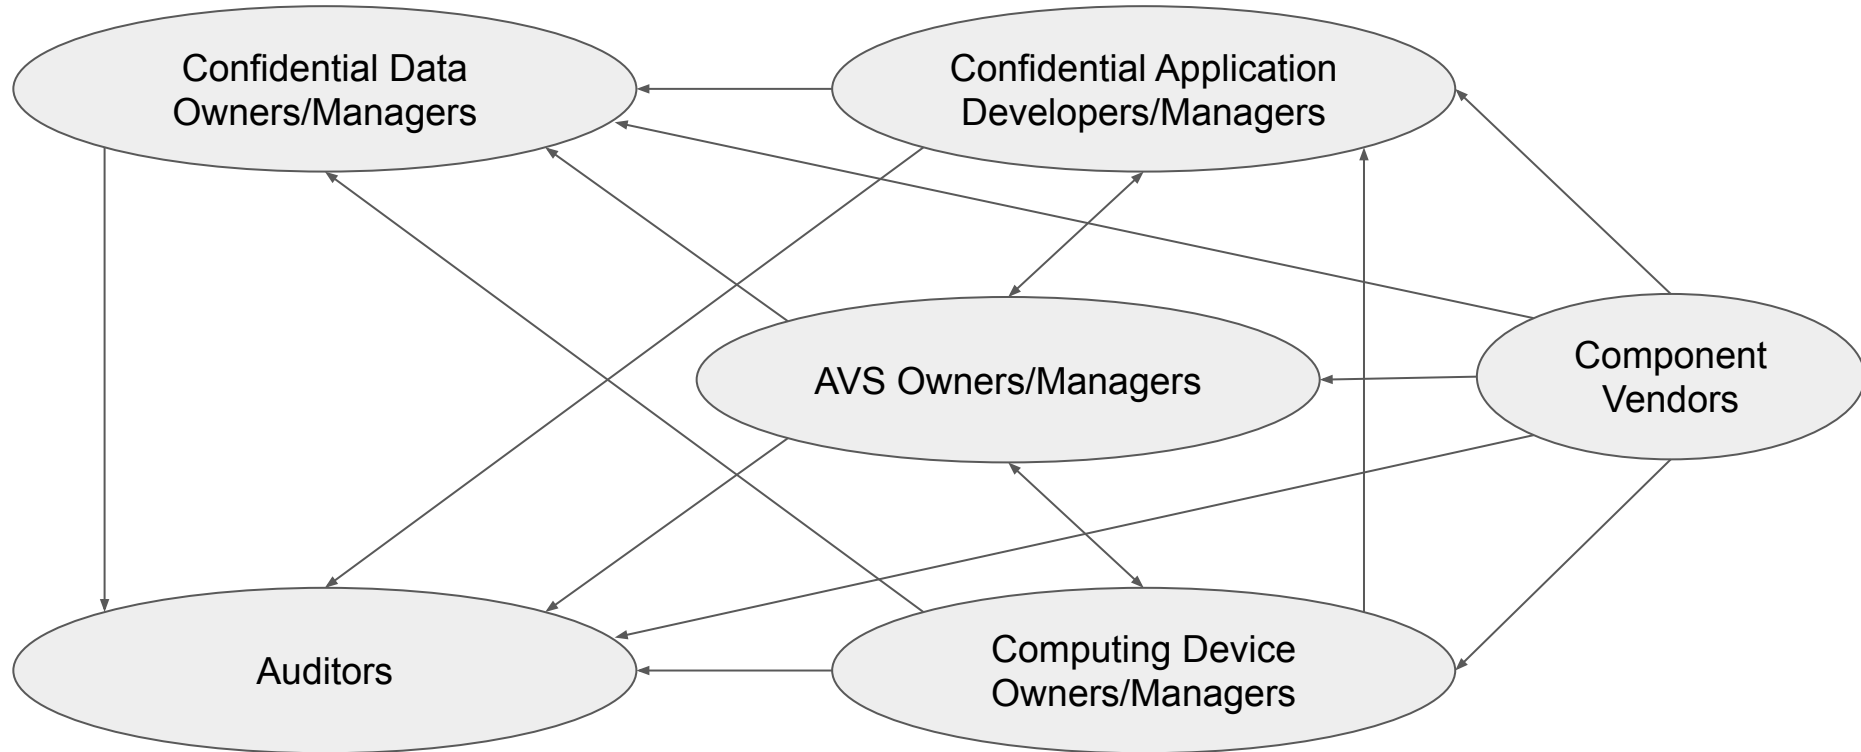 Confidential Data
Owners/Managers
Confidential Application
Developers/Managers
AVS Owners/Managers
Component
Vendors
Auditors
Computing Device
Owners/Managers